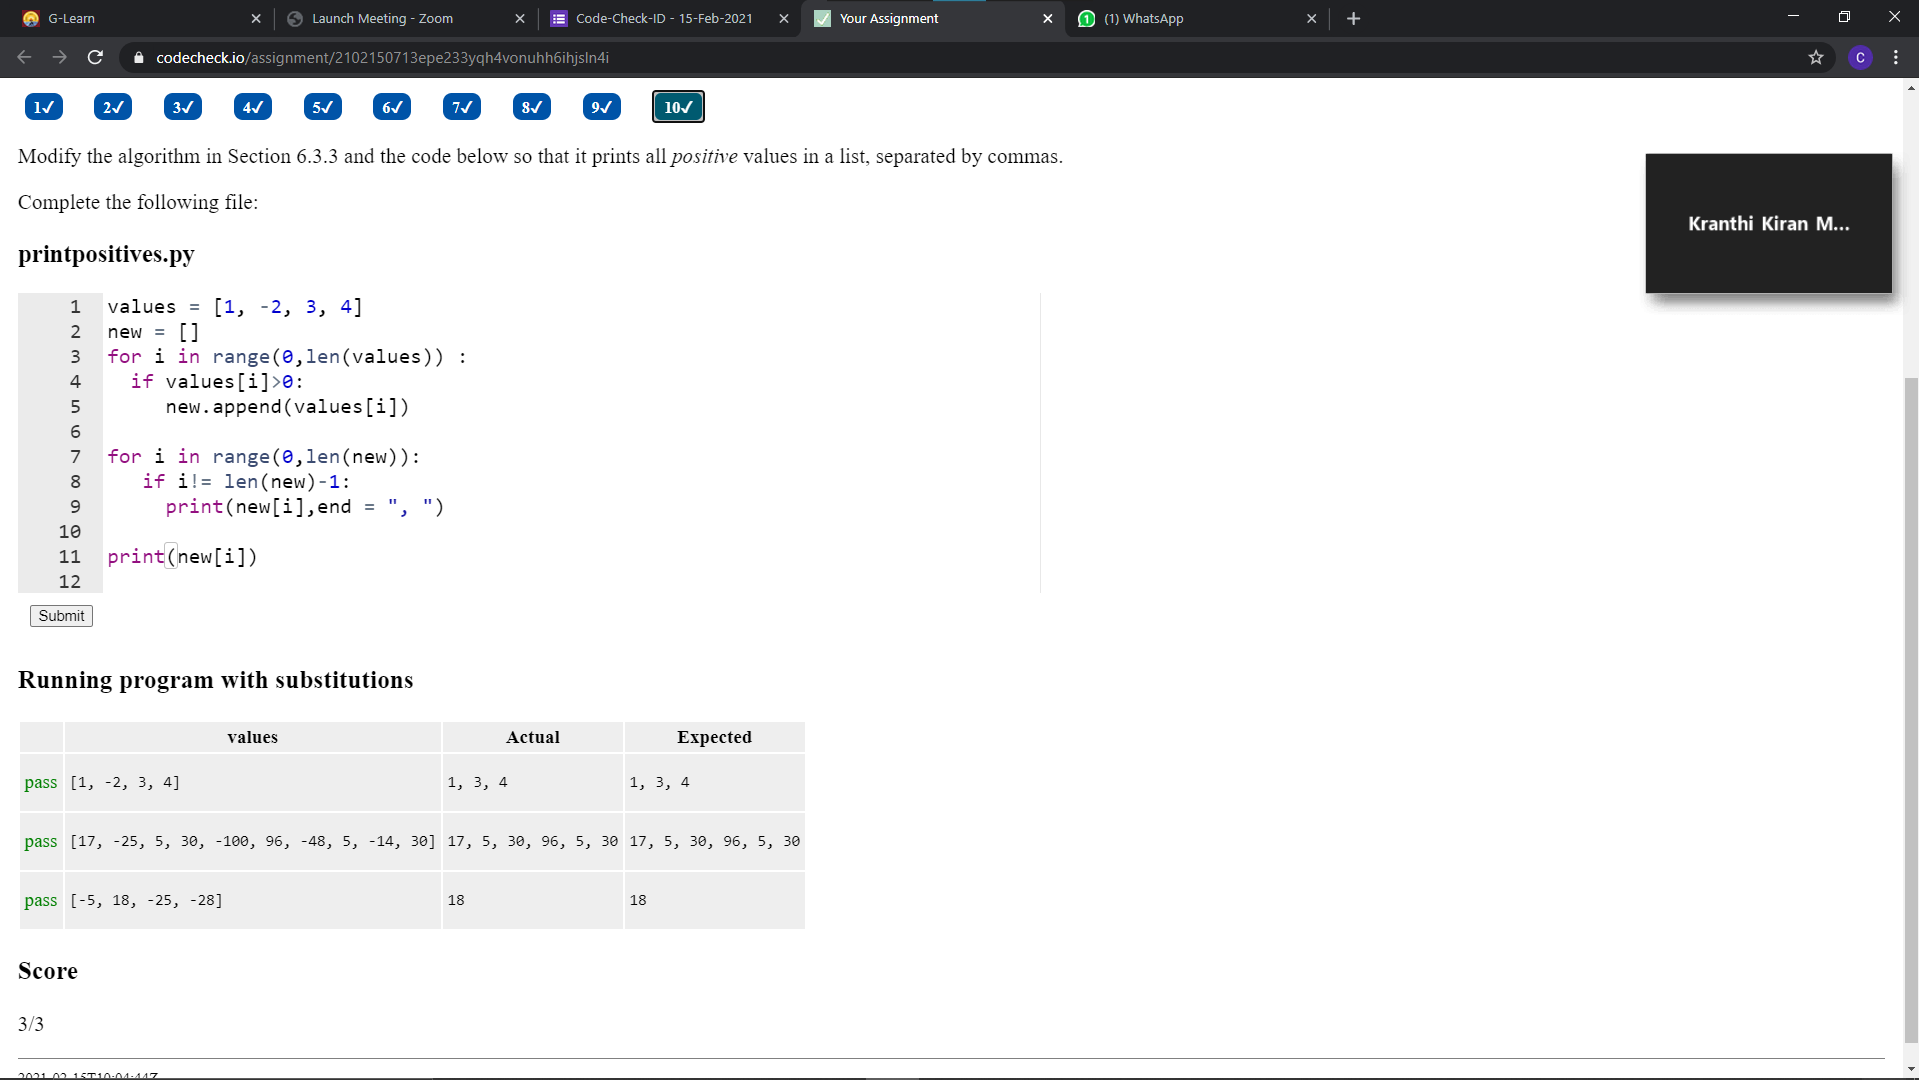 G-Learn
Launch Meeting - Zoom
Code-Check-ID - 15-Feb-2021
Your Assignment
(1) WhatsApp
codecheck.io/assignment/2102150713epe233yqh4vonuhh6ihjsln4i
C
1✓ 2✓ 3✓ 4✓ 5✓ 6✓ 7✓ 8✓ 9✓ 10✓
Modify the algorithm in Section 6.3.3 and the code below so that it prints all positive values in a list, separated by commas.
Kranthi Kiran M...
Complete the following file:
printpositives.py
1 values = [1, -2, 3, 4]
2 new = []
3 for i in range(0,len(values)) :
4   if values[i]>0:
5      new.append(values[i])
6
7 for i in range(0,len(new)):
8    if i!= len(new)-1:
9      print(new[i],end = ", ")
10
11 print(new[i])
12
Submit
Running program with substitutions
values Actual Expected
pass [1, -2, 3, 4] 1, 3, 4 1, 3, 4
pass [17, -25, 5, 30, -100, 96, -48, 5, -14, 30] 17, 5, 30, 96, 5, 30 17, 5, 30, 96, 5, 30
pass [-5, 18, -25, -28] 18 18
Score
3/3
2021-02-15T10:04:44Z